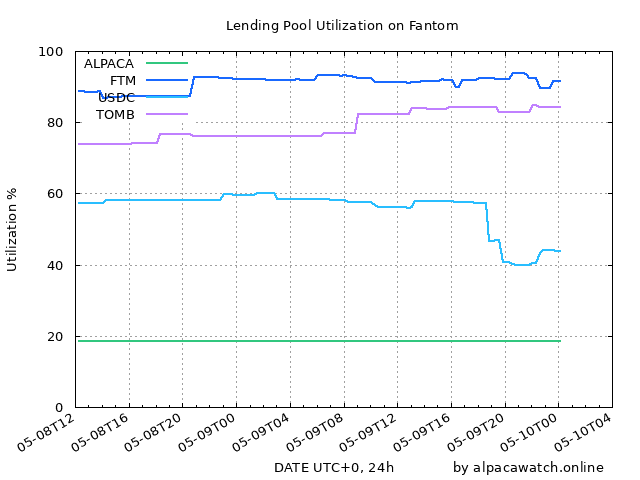 Lending Pool Utilization on Fantom
100
80
60
40
20
0
Utilization %
ALPACA
FTM
USDC
TOMB
05-08T12
05-08T16
05-08T20
05-09T00
05-09T04
05-09T08
05-09T12
05-09T16
05-09T20
05-10T00
05-10T04
DATE UTC+0, 24h
by alpacawatch.online